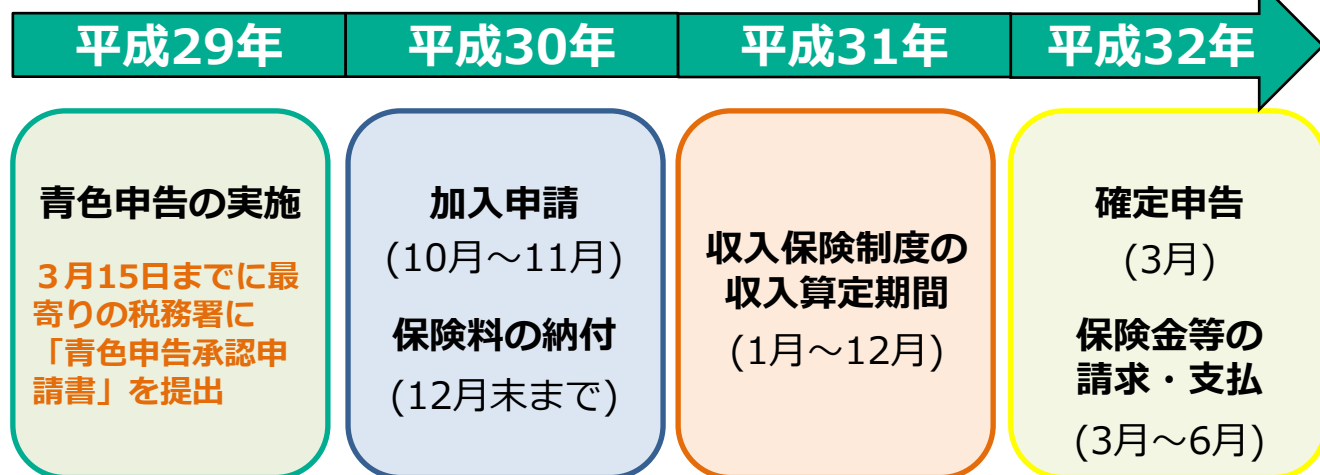 平成29年
平成30年
平成31年
平成32年
青色申告の実施
３月15日までに最
寄りの税務署に
「青色申告承認申
請書」を提出
加入申請
(10月～11月)
保険料の納付
(12月末まで)
収入保険制度の
収入算定期間
(1月～12月)
確定申告
(3月)
保険金等の
請求・支払
(3月～6月)